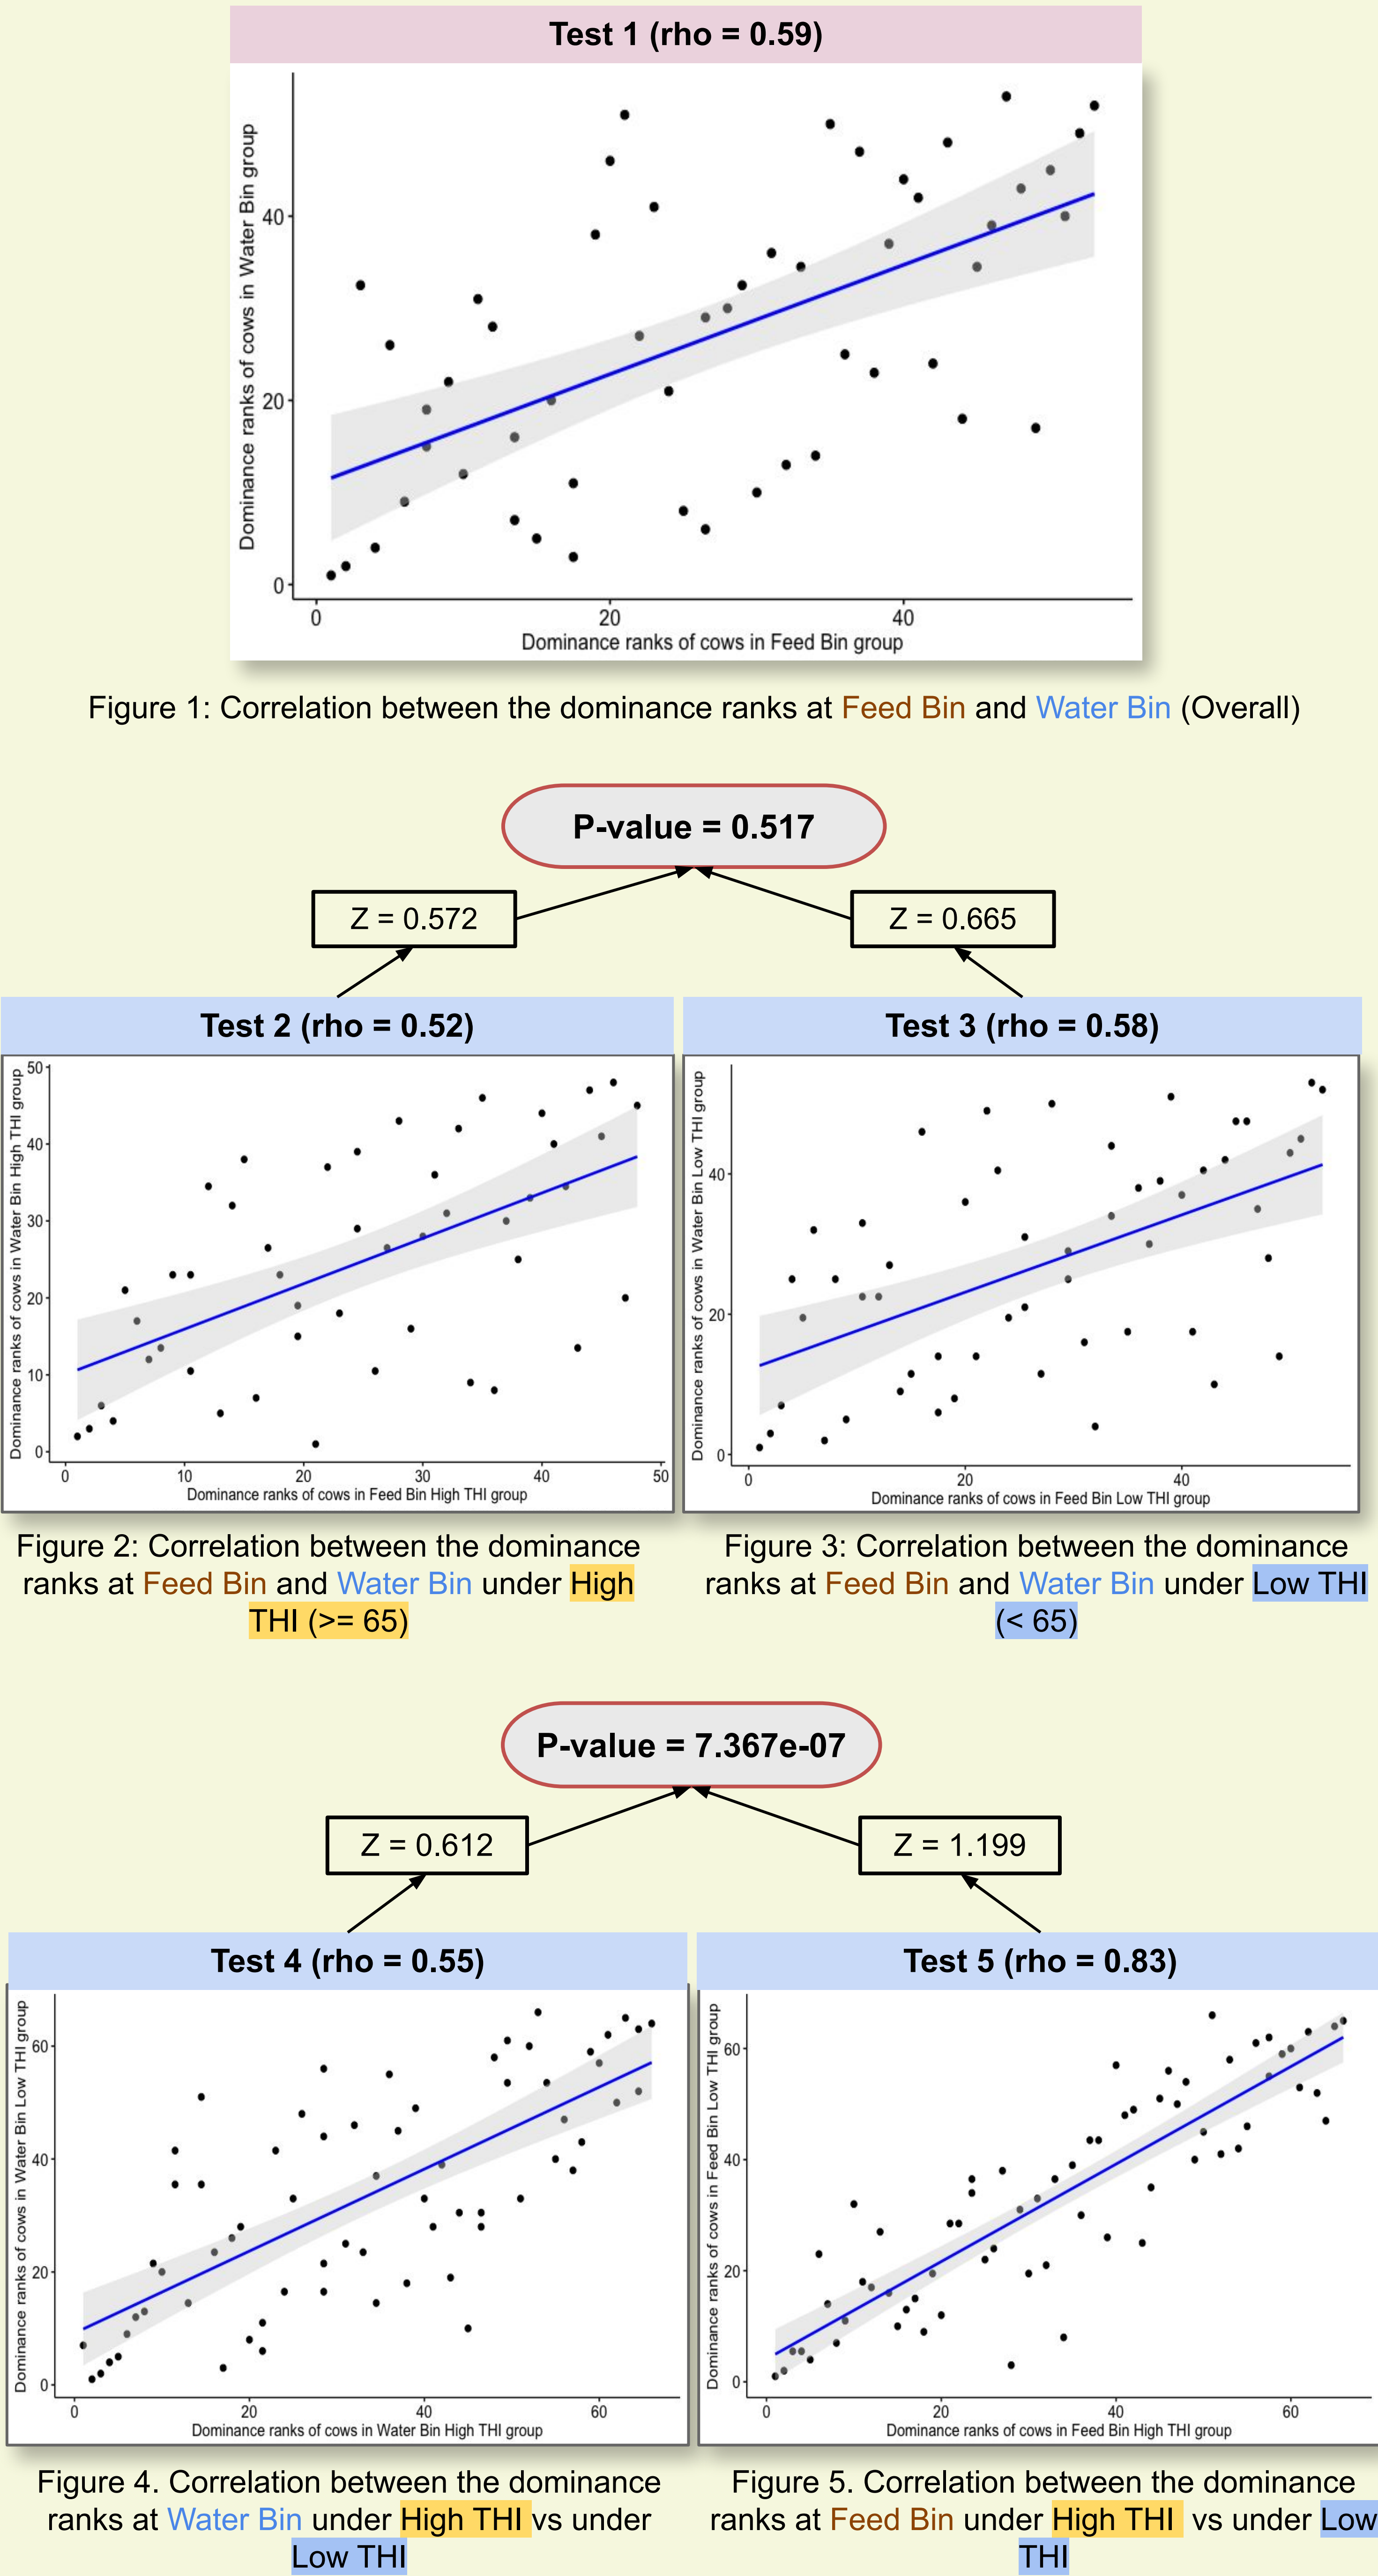 Test 1 (rho = 0.59)
Dominance ranks of cows in Water Bin group
40
20
0
0 20 40
Dominance ranks of cows in Feed Bin group
Figure 1: Correlation between the dominance ranks at Feed Bin and Water Bin (Overall)
P-value = 0.517
Z = 0.572
Z = 0.665
Test 2 (rho = 0.52)
Dominance ranks of cows in Water Bin High THI group
50
40
30
20
10
0
0 10 20 30 40 50
Dominance ranks of cows in Feed Bin High THI group
Figure 2: Correlation between the dominance
ranks at Feed Bin and Water Bin under High
THI (>= 65)
Test 3 (rho = 0.58)
Dominance ranks of cows in Water Bin Low THI group
40
20
0
0 20 40
Dominance ranks of cows in Feed Bin Low THI group
Figure 3: Correlation between the dominance
ranks at Feed Bin and Water Bin under Low THI
(< 65)
P-value = 7.367e-07
Z = 0.612
Z = 1.199
Test 4 (rho = 0.55)
Dominance ranks of cows in Water Bin Low THI group
60
40
20
0
0 20 40 60
Dominance ranks of cows in Water Bin High THI group
Figure 4. Correlation between the dominance
ranks at Water Bin under High THI vs under
Low THI
Test 5 (rho = 0.83)
Dominance ranks of cows in Feed Bin Low THI group
60
40
20
0
0 20 40 60
Dominance ranks of cows in Feed Bin High THI group
Figure 5. Correlation between the dominance
ranks at Feed Bin under High THI vs under Low
THI